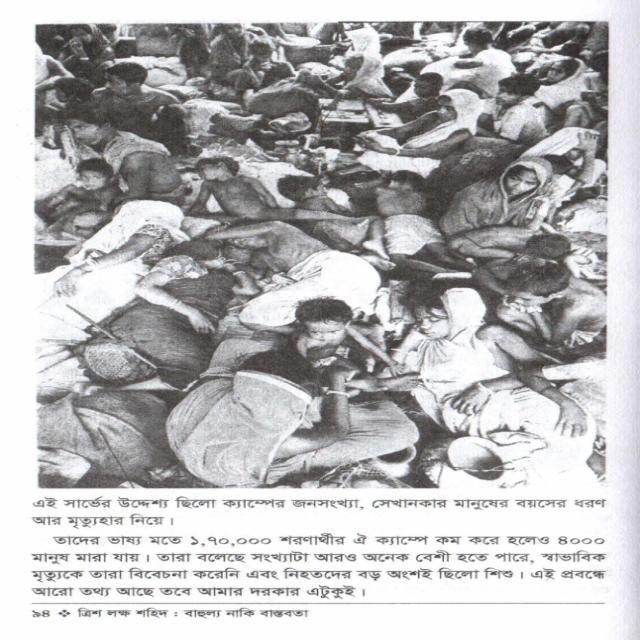 এই সার্ভের উদ্দেশ্য ছিলো ক্যাম্পের জনসংখ্যা, সেখানকার মানুষের বয়সের ধরণ
আর মৃত্যুহার নিয়ে।
তাদের ভাষ্য মতে ১,৭০,০০০ শরণার্থীর ঐ ক্যাম্পে কম করে হলেও ৪০০০
মানুষ মারা যায়। তারা বলেছে সংখ্যাটা আরও অনেক বেশী হতে পারে, স্বাভাবিক
মৃত্যুকে তারা বিবেচনা করেনি এবং নিহতদের বড় অংশই ছিলো শিশু। এই প্রবন্ধে
আরো তথ্য আছে তবে আমার দরকার এটুকুই।
৯৪ ❖ ত্রিশ লক্ষ শহিদ : বাহুল্য নাকি বাস্তবতা